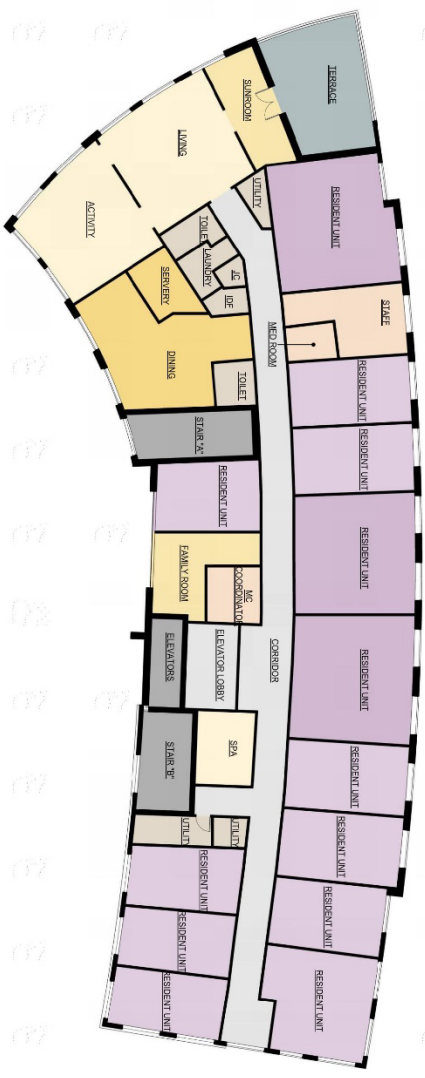 TERRACE
SUNROOM
LIVING
ACTIVITY
UTILITY
RESIDENT UNIT
TOILET
LAUNDRY
JC
IDF
SERVERY
DINING
TOILET
STAFF
MED ROOM
RESIDENT UNIT
STAIR "A"
RESIDENT UNIT
RESIDENT UNIT
RESIDENT UNIT
FAMILY ROOM
MC
COORDINATOR
CORRIDOR
RESIDENT UNIT
ELEVATORS
ELEVATOR LOBBY
SPA
STAIR "B"
RESIDENT UNIT
UTILITY
UTILITY
RESIDENT UNIT
RESIDENT UNIT
RESIDENT UNIT
RESIDENT UNIT
RESIDENT UNIT
RESIDENT UNIT